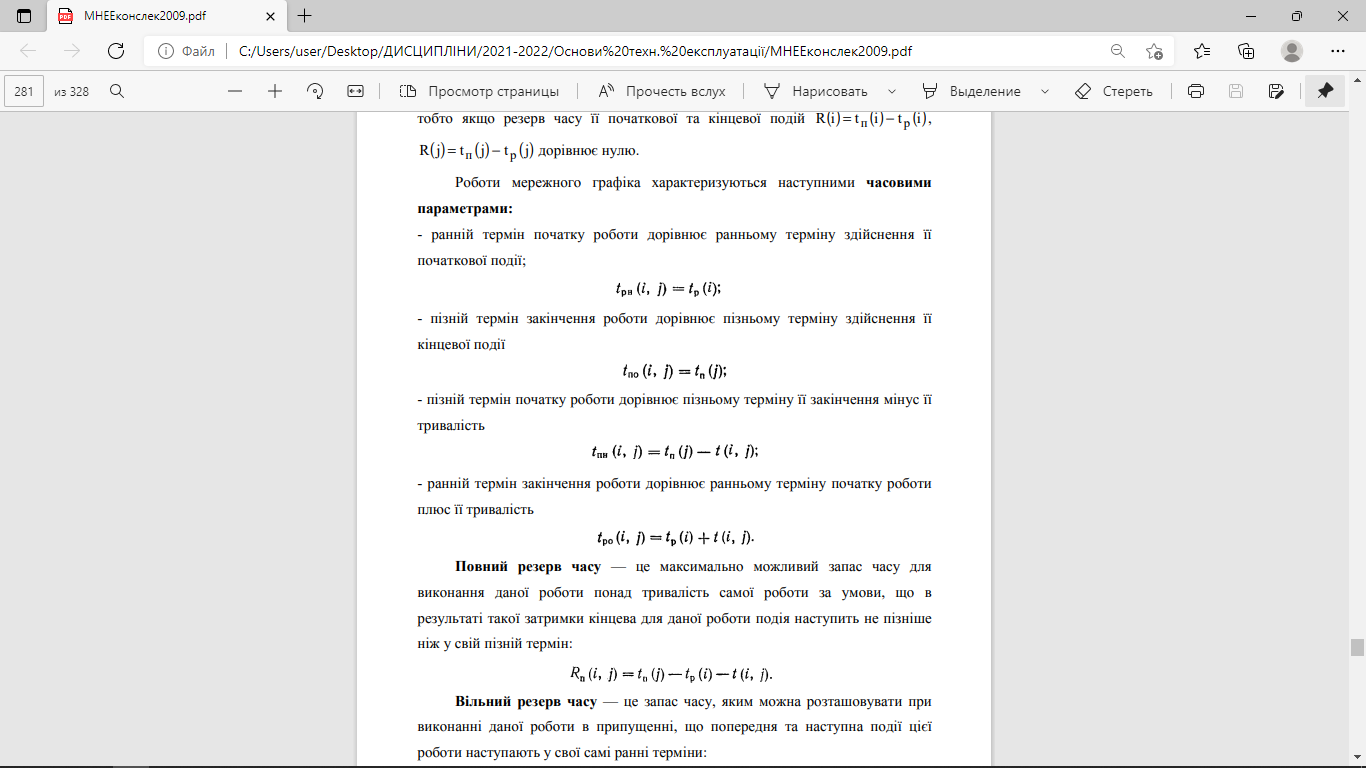 МНЕЕконслек2009.pdf
Файл
C:/Users/user/Desktop/ДИСЦИПЛІНИ/2021-2022/Основи%20техн.%20експлуатації/МНЕЕконслек2009.pdf
281 из 328 Просмотр страницы Прочесть вслух Нарисовать Выделение Стереть
тобто якщо резерв часу її початкової та кінцевої подій R(i)=tп(i)−tр(i),
R(j)=tп(j)−tр(j) дорівнює нулю.
Роботи мережного графіка характеризуються наступними часовими
параметрами:
- ранній термін початку роботи дорівнює ранньому терміну здійснення її
початкової події;
tрн (i, j) = tр (i);
- пізній термін закінчення роботи дорівнює пізньому терміну здійснення її
кінцевої події
tпо (i, j) = tп (j);
- пізній термін початку роботи дорівнює пізньому терміну її закінчення мінус її
тривалість
tпн (i, j) = tп (j) — t (i, j);
- ранній термін закінчення роботи дорівнює ранньому терміну початку роботи
плюс її тривалість
tро (i, j) = tр (i) + t (i, j).
Повний резерв часу — це максимально можливий запас часу для
виконання даної роботи понад тривалість самої роботи за умови, що в
результаті такої затримки кінцева для даної роботи подія наступить не пізніше
ніж у свій пізній термін:
Rп (i, j) = tп (j) — tр (i) — t (i, j).
Вільний резерв часу — це запас часу, яким можна розташовувати при
виконанні даної роботи в припущенні, що попередня та наступна події цієї
роботи наступають у свої самі ранні терміни: